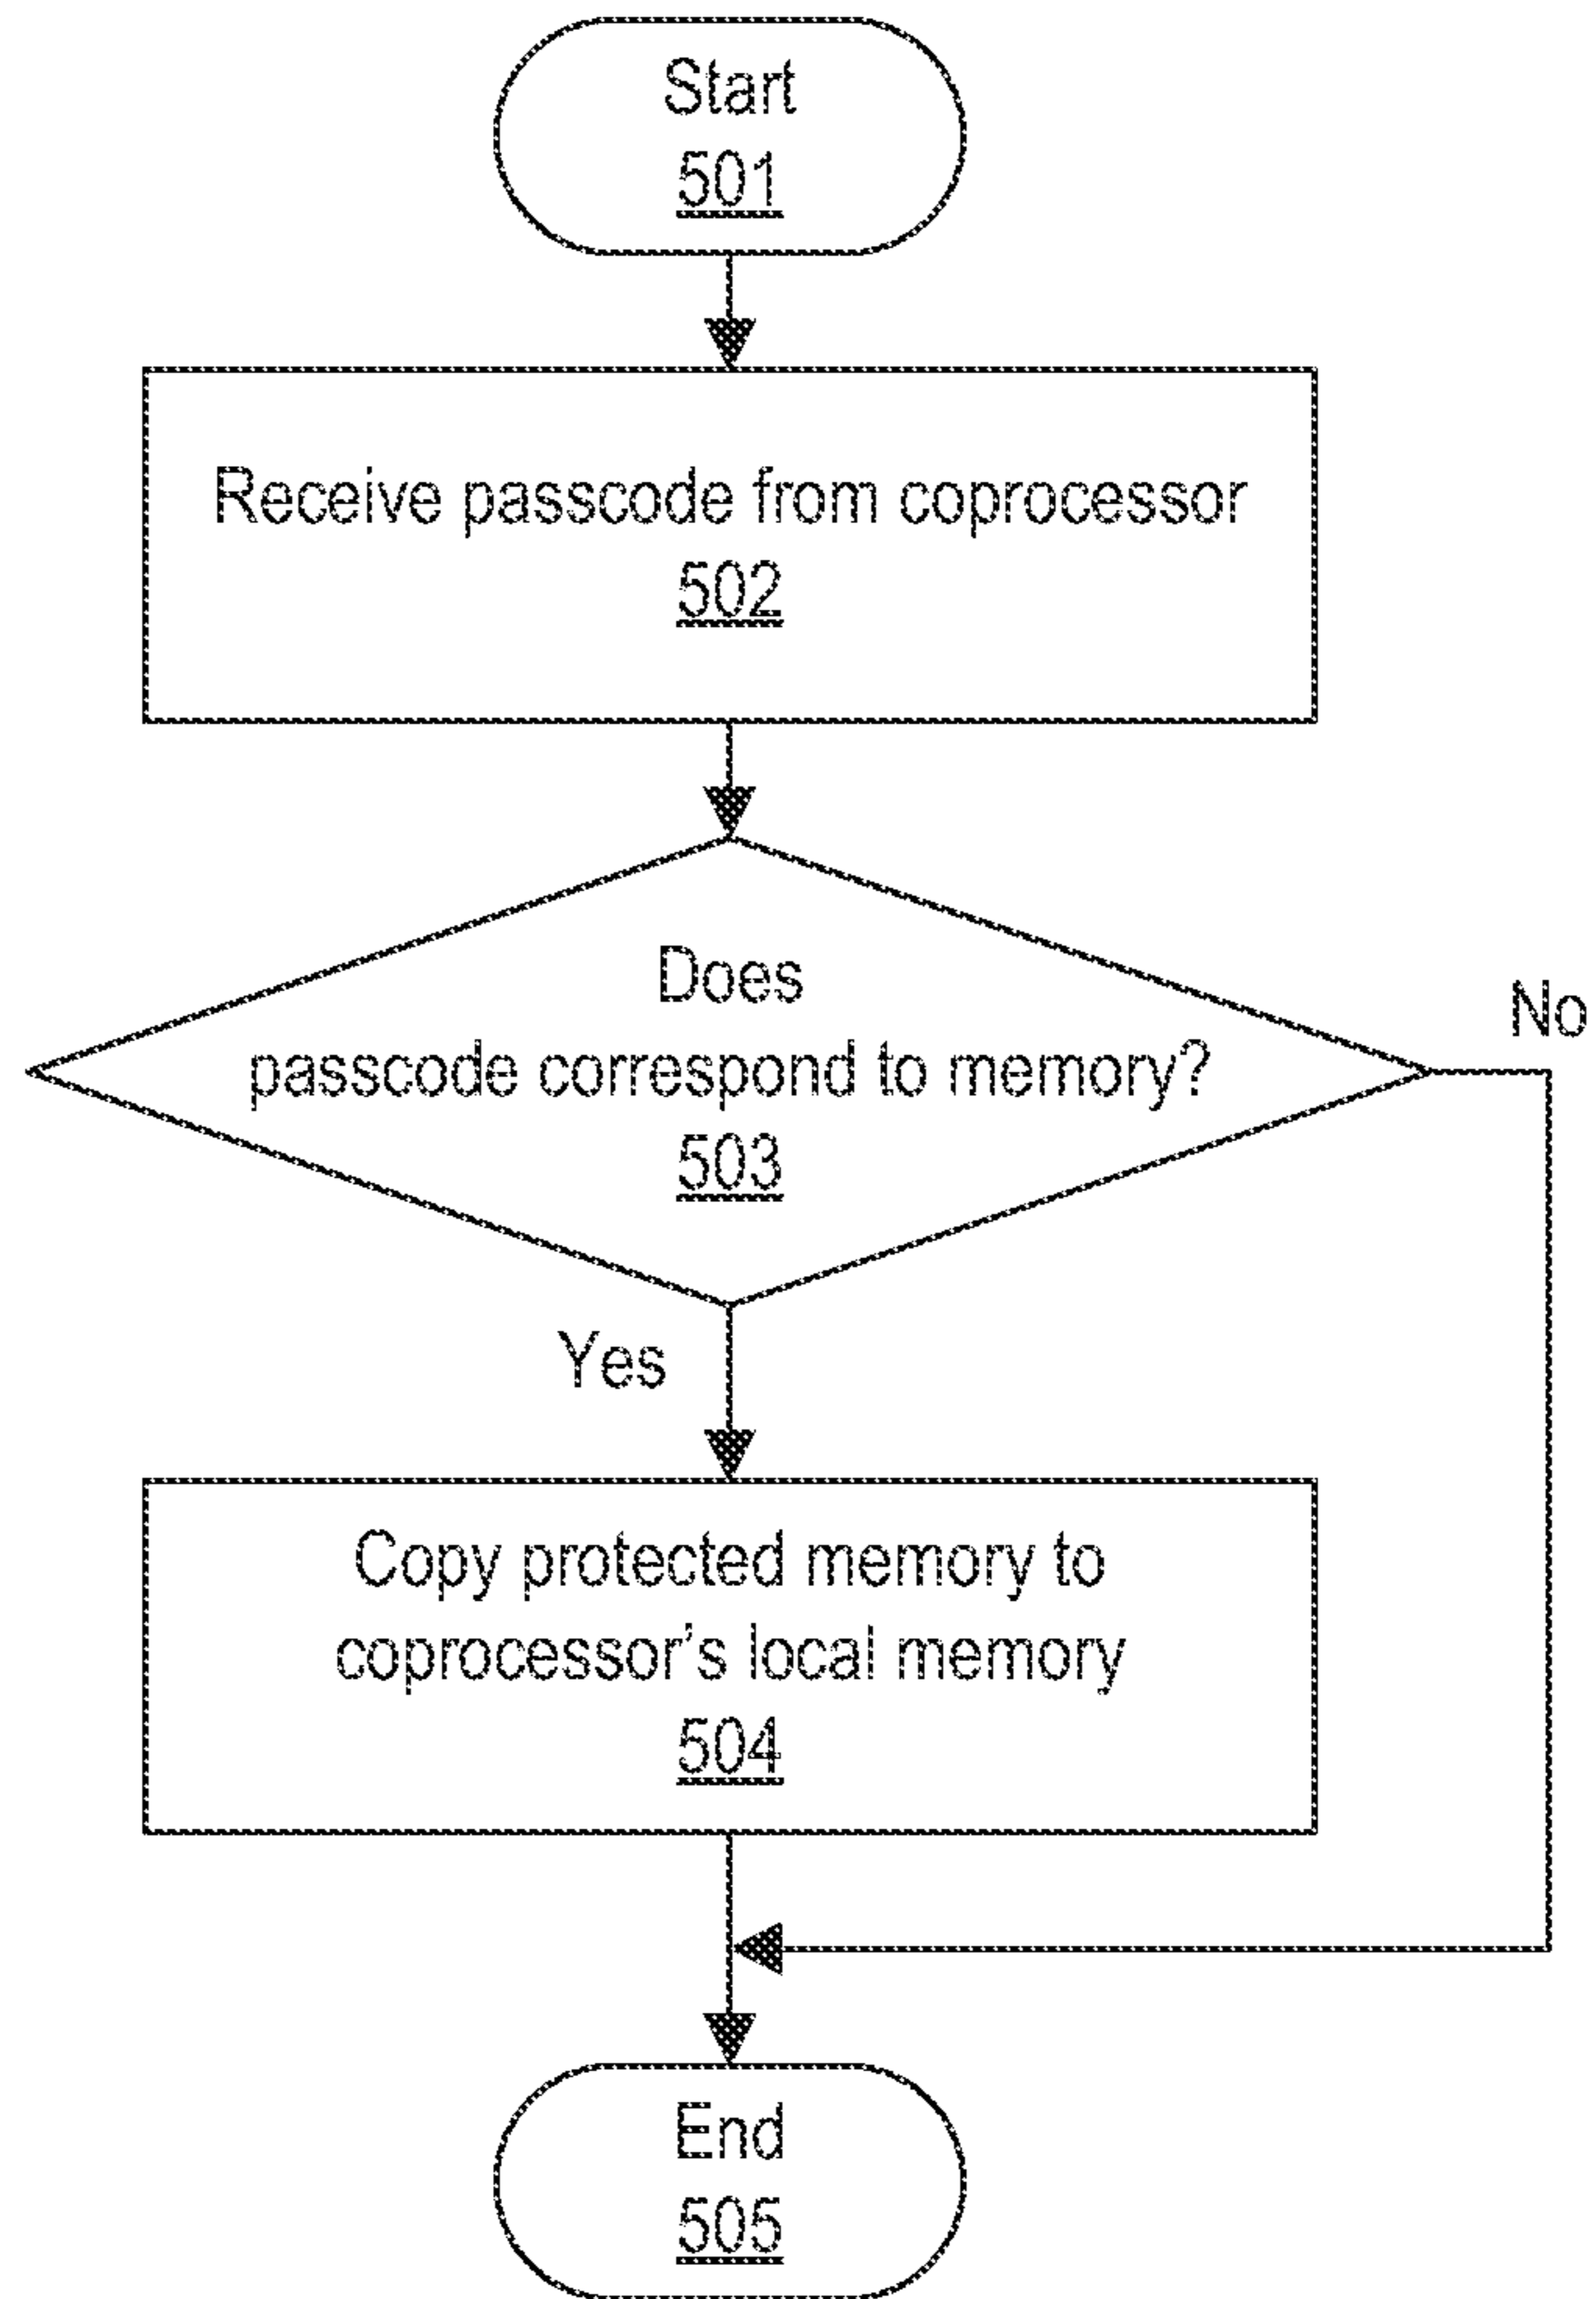 Start
501
Receive passcode from coprocessor
502
Does
passcode correspond to memory?
503
No
Yes
Copy protected memory to
coprocessor's local memory
504
End
505